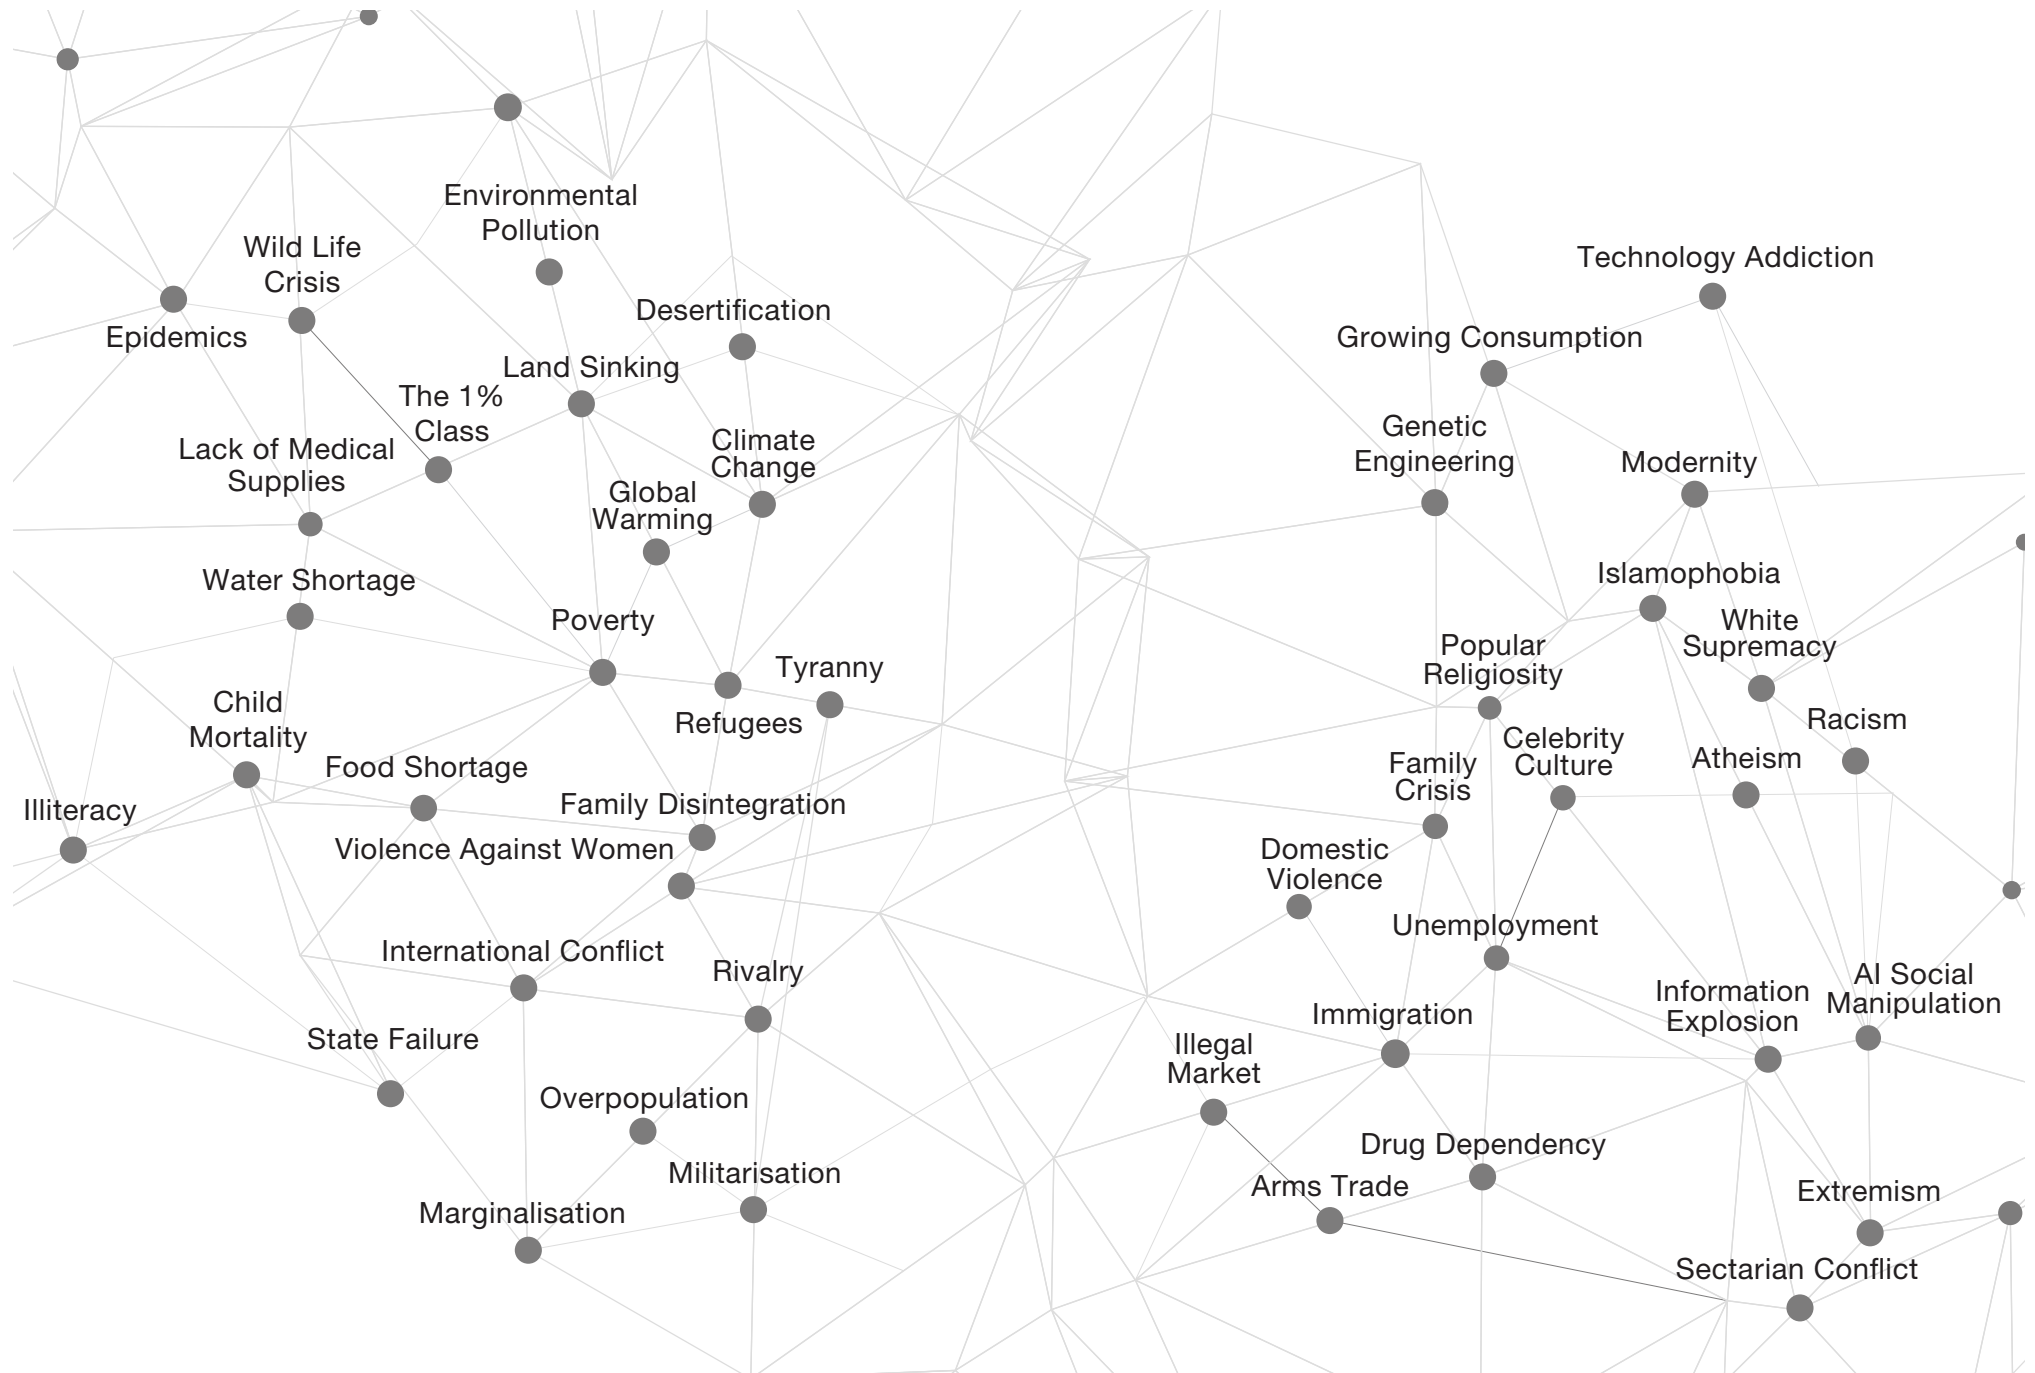 Environmental
Pollution
Wild Life
Crisis
Epidemics
Desertification
Land Sinking
The 1%
Class
Lack of Medical
Supplies
Climate
Change
Global
Warming
Water Shortage
Poverty
Tyranny
Refugees
Child
Mortality
Food Shortage
Illiteracy
Family Disintegration
Violence Against Women
International Conflict
Rivalry
State Failure
Overpopulation
Militarisation
Marginalisation
Technology Addiction
Growing Consumption
Genetic
Engineering
Modernity
Islamophobia
White
Supremacy
Popular
Religiosity
Racism
Celebrity
Culture
Atheism
Family
Crisis
Domestic
Violence
Unemployment
AI Social
Manipulation
Information
Explosion
Immigration
Illegal
Market
Drug Dependency
Arms Trade
Extremism
Sectarian Conflict